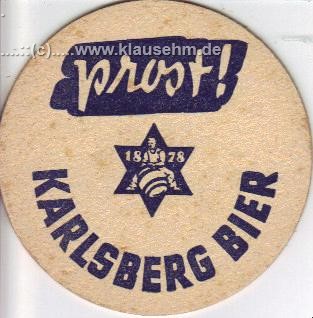 ...::(c).....www.klausehm.de
prost!
18 78
KARLSBERG BIER